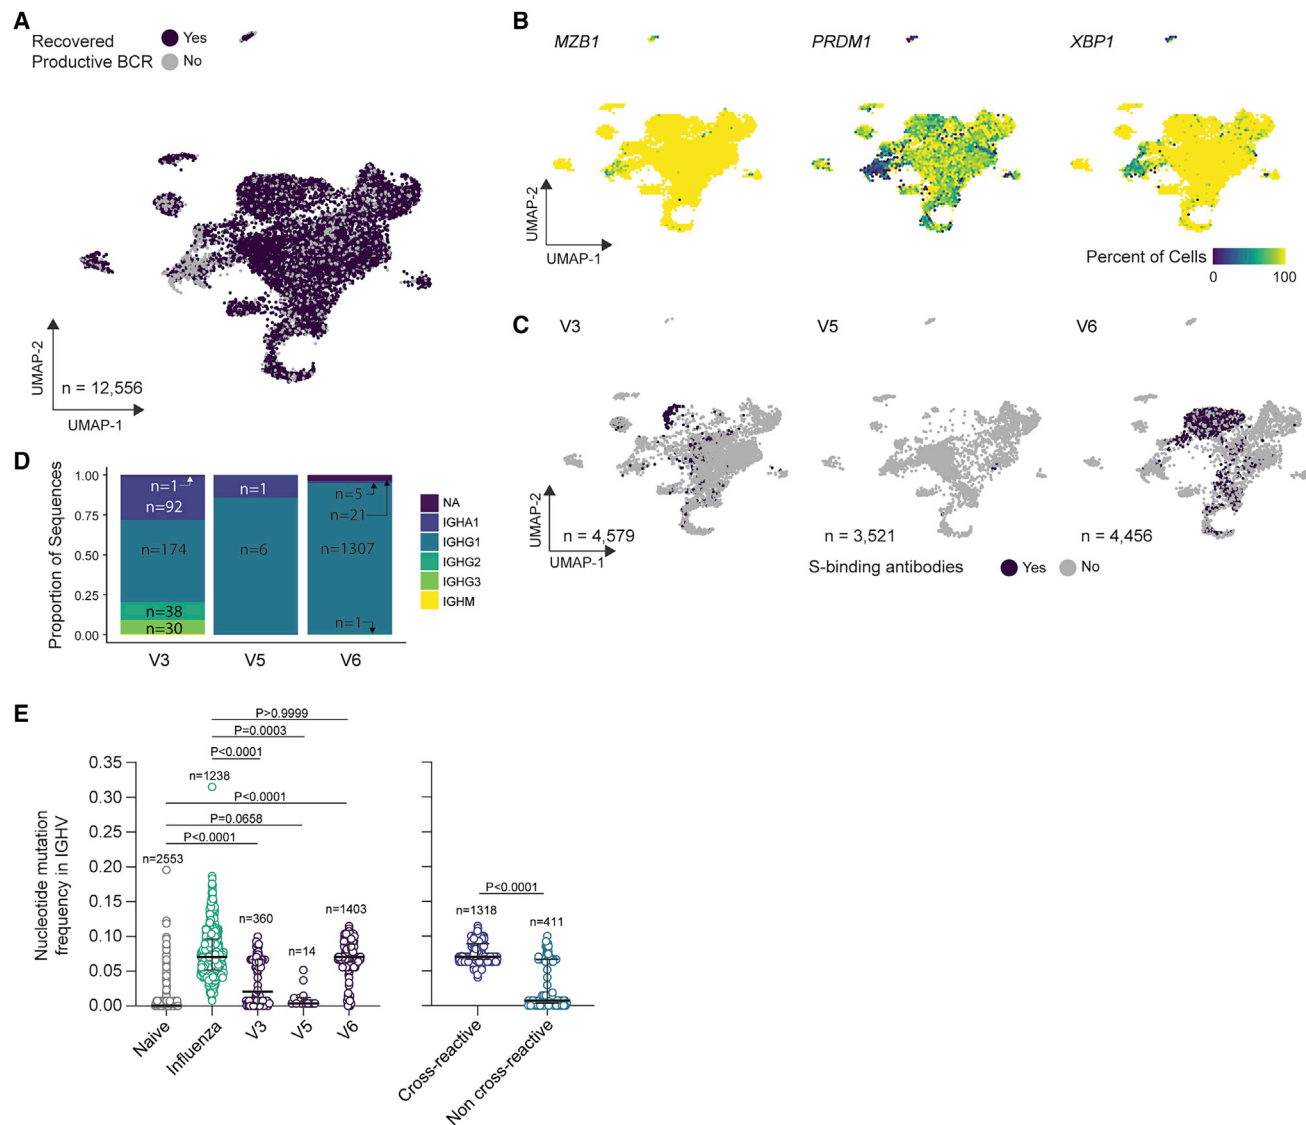 A
Recovered
Productive BCR
Yes
No
UMAP-2
n = 12,556
UMAP-1
B
MZB1
PRDM1
XBP1
UMAP-2
UMAP-1
Percent of Cells
0
100
C
V3
V5
V6
UMAP-2
n = 4,579
UMAP-1
n = 3,521
n = 4,456
S-binding antibodies
Yes
No
D
Proportion of Sequences
1.00
0.75
0.50
0.25
0.00
n=1
n=92
n=174
n=38
n=30
n=1
n=6
n=5
n=21
n=1307
n=1
V3
V5
V6
NA
IGHA1
IGHG1
IGHG2
IGHG3
IGHM
E
Nucleotide mutation
frequency in IGHV
0.35
0.30
0.25
0.20
0.15
0.10
0.05
0.00
P>0.9999
P=0.0003
P<0.0001
n=1238
P<0.0001
P=0.0658
P<0.0001
n=2553
n=360
n=14
n=1403
Naive
Influenza
V3
V5
V6
P<0.0001
n=1318
n=411
Cross-reactive
Non cross-reactive